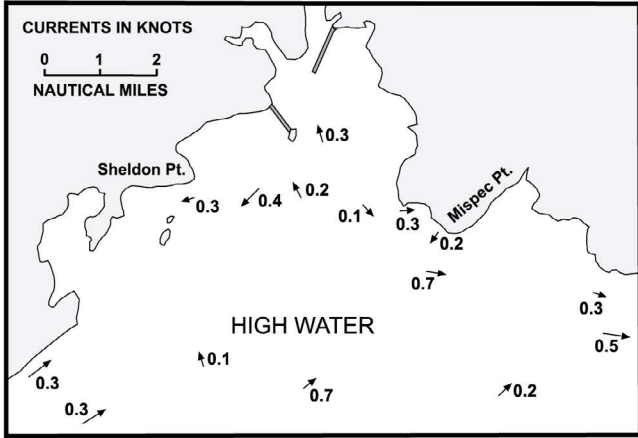 CURRENTS IN KNOTS
0 1 2
NAUTICAL MILES
0.3
Sheldon Pt.
Mispec Pt.
0.3
0.4
0.2
0.1
0.3
0.2
0.7
0.3
HIGH WATER
0.5
0.1
0.3
0.7
0.2
0.3